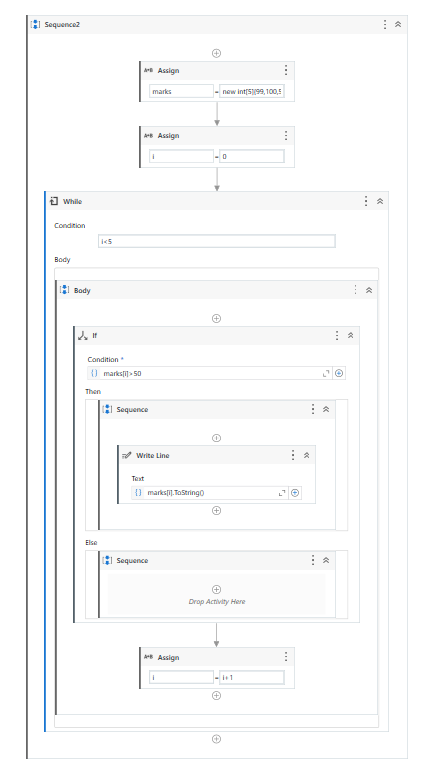 Sequence2
A+B Assign
marks = new int[5]{99,100,5
A+B Assign
i = 0
While
Condition
i<5
Body
Body
If
Condition *
marks[i]>50
Then
Sequence
Write Line
Text
marks[i].ToString()
Else
Sequence
Drop Activity Here
A+B Assign
i = i+1